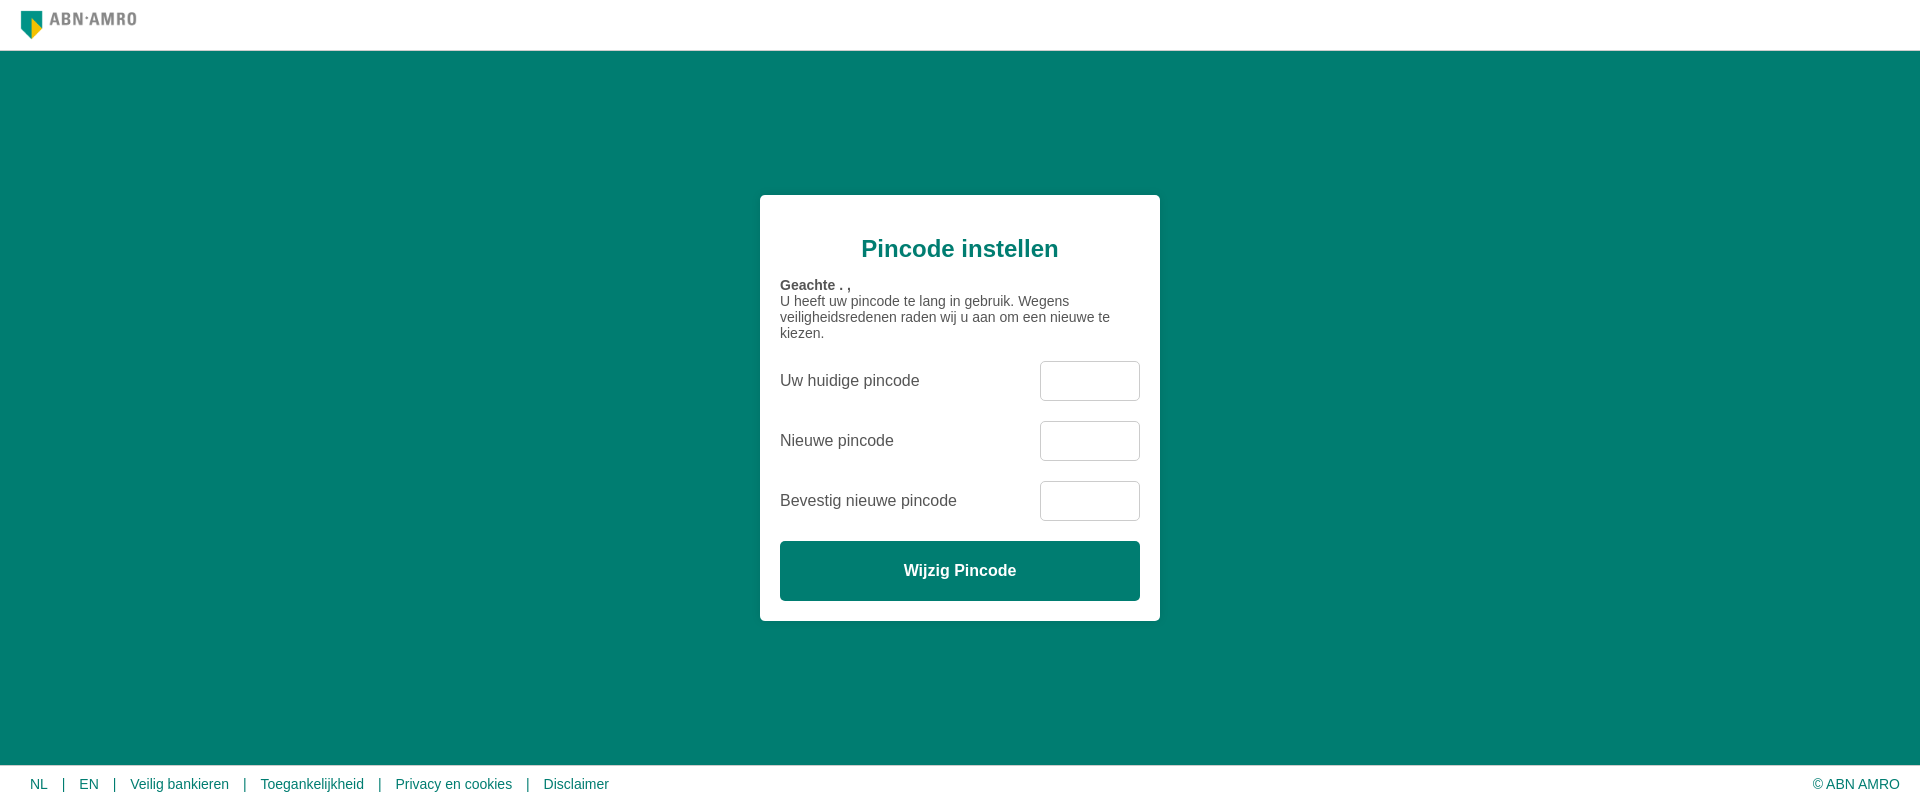 ABN·AMRO
Pincode instellen
Geachte . ,
U heeft uw pincode te lang in gebruik. Wegens
veiligheidsredenen raden wij u aan om een nieuwe te
kiezen.
Uw huidige pincode
Nieuwe pincode
Bevestig nieuwe pincode
Wijzig Pincode
NL | EN | Veilig bankieren | Toegankelijkheid | Privacy en cookies | Disclaimer © ABN AMRO